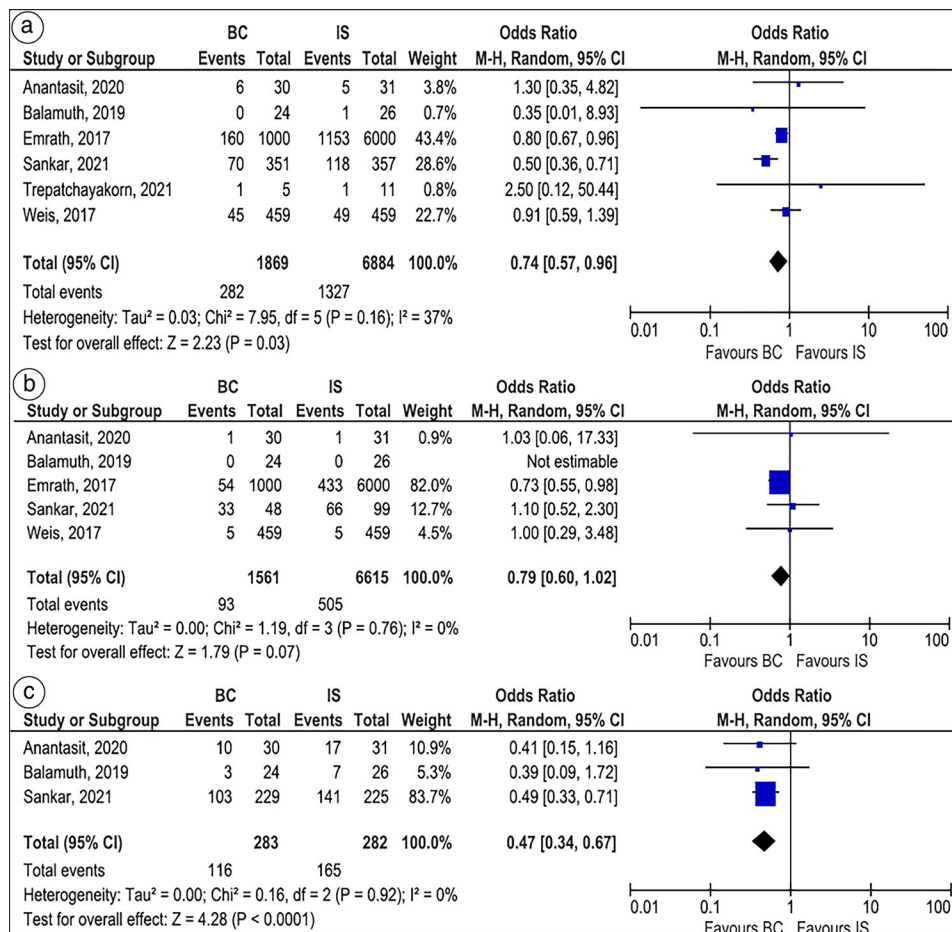 a
BC IS Odds Ratio Odds Ratio
Study or Subgroup Events Total Events Total Weight M-H, Random, 95% CI M-H, Random, 95% CI
Anantasit, 2020 6 30 5 31 3.8% 1.30 [0.35, 4.82]
Balamuth, 2019 0 24 1 26 0.7% 0.35 [0.01, 8.93]
Emrath, 2017 160 1000 1153 6000 43.4% 0.80 [0.67, 0.96]
Sankar, 2021 70 351 118 357 28.6% 0.50 [0.36, 0.71]
Trepatchayakorn, 2021 1 5 1 11 0.8% 2.50 [0.12, 50.44]
Weis, 2017 45 459 49 459 22.7% 0.91 [0.59, 1.39]
Total (95% CI) 1869 6884 100.0% 0.74 [0.57, 0.96]
Total events 282 1327
Heterogeneity: Tau² = 0.03; Chi² = 7.95, df = 5 (P = 0.16); I² = 37%
Test for overall effect: Z = 2.23 (P = 0.03)
0.01 0.1 1 10 100
Favours BC Favours IS
b
BC IS Odds Ratio Odds Ratio
Study or Subgroup Events Total Events Total Weight M-H, Random, 95% CI M-H, Random, 95% CI
Anantasit, 2020 1 30 1 31 0.9% 1.03 [0.06, 17.33]
Balamuth, 2019 0 24 0 26 Not estimable
Emrath, 2017 54 1000 433 6000 82.0% 0.73 [0.55, 0.98]
Sankar, 2021 33 48 66 99 12.7% 1.10 [0.52, 2.30]
Weis, 2017 5 459 5 459 4.5% 1.00 [0.29, 3.48]
Total (95% CI) 1561 6615 100.0% 0.79 [0.60, 1.02]
Total events 93 505
Heterogeneity: Tau² = 0.00; Chi² = 1.19, df = 3 (P = 0.76); I² = 0%
Test for overall effect: Z = 1.79 (P = 0.07)
0.01 0.1 1 10 100
Favours BC Favours IS
c
BC IS Odds Ratio Odds Ratio
Study or Subgroup Events Total Events Total Weight M-H, Random, 95% CI M-H, Random, 95% CI
Anantasit, 2020 10 30 17 31 10.9% 0.41 [0.15, 1.16]
Balamuth, 2019 3 24 7 26 5.3% 0.39 [0.09, 1.72]
Sankar, 2021 103 229 141 225 83.7% 0.49 [0.33, 0.71]
Total (95% CI) 283 282 100.0% 0.47 [0.34, 0.67]
Total events 116 165
Heterogeneity: Tau² = 0.00; Chi² = 0.16, df = 2 (P = 0.92); I² = 0%
Test for overall effect: Z = 4.28 (P < 0.0001)
0.01 0.1 1 10 100
Favours BC Favours IS